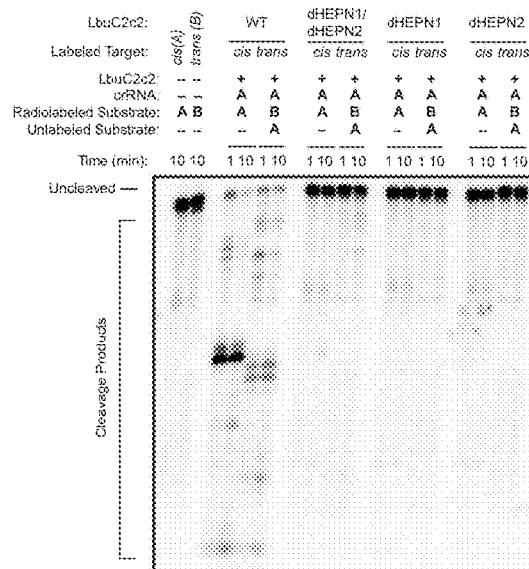 LbuC2c2: WT dHEPN1/dHEPN2 dHEPN1 dHEPN2
Labeled Target: cis(A) trans (B) cis trans cis trans cis trans cis trans
LbuC2c2: -- -- + + + + + + + +
crRNA: -- -- A A A A A A A A
Radiolabeled Substrate: A B A B A B A B A B
Unlabeled Substrate: -- -- -- A -- A -- A -- A
Time (min): 10 10 1 10 1 10 1 10 1 10 1 10 1 10 1 10 1 10
Uncleaved
Cleavage Products